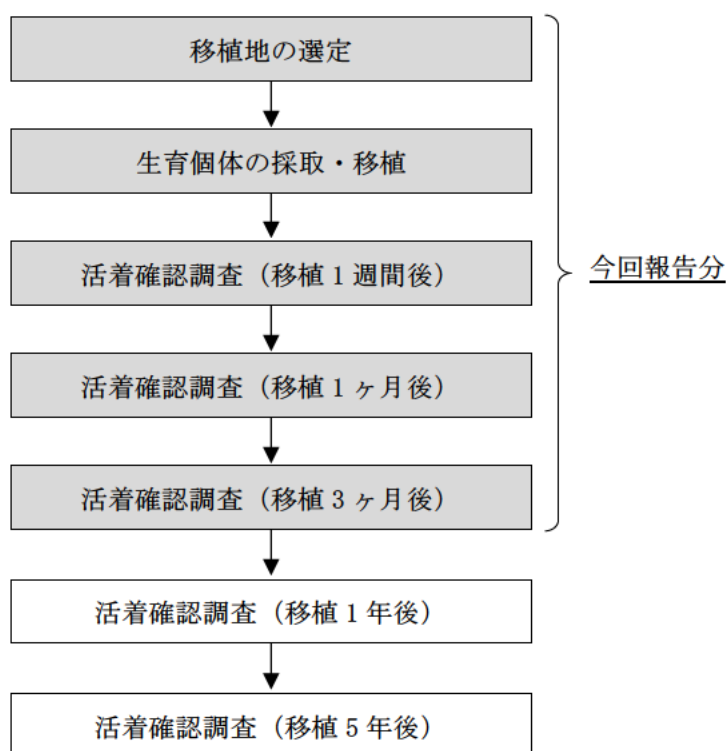 移植地の選定
生育個体の採取・移植
活着確認調査（移植1週間後）
今回報告分
活着確認調査（移植1ヶ月後）
活着確認調査（移植3ヶ月後）
活着確認調査（移植1年後）
活着確認調査（移植5年後）